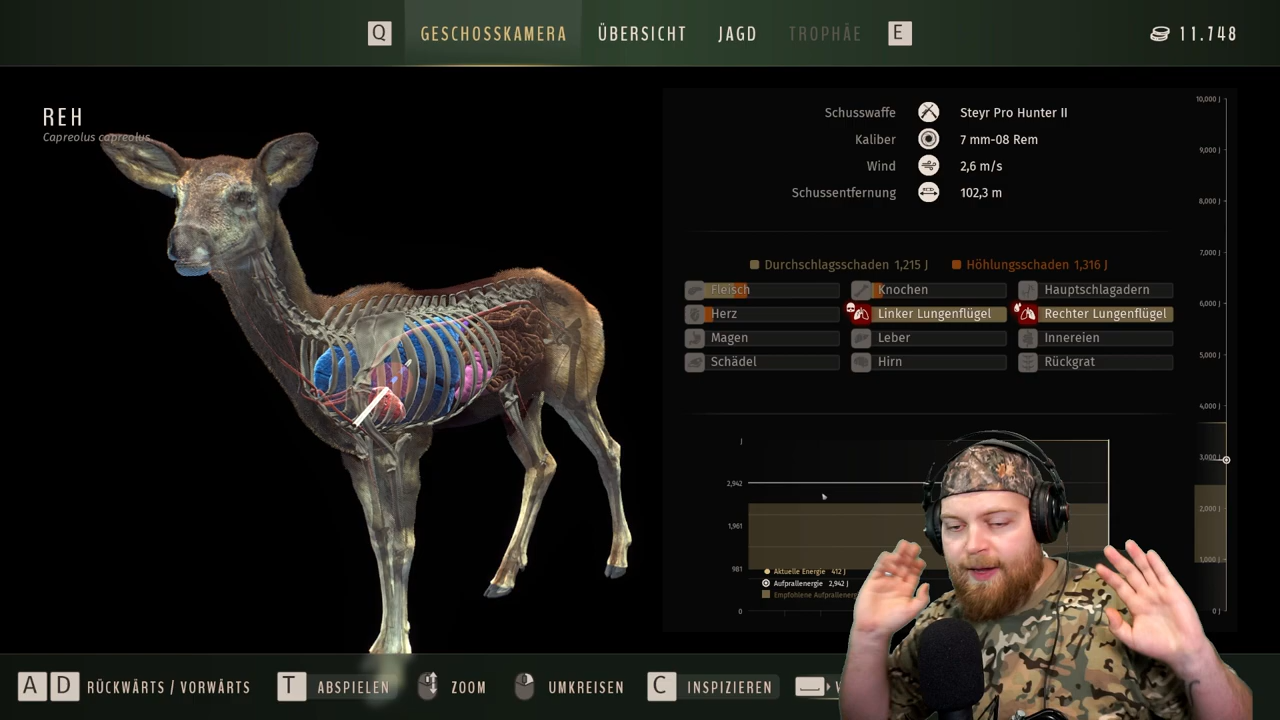 Q GESCHOSSKAMERA ÜBERSICHT JAGD TROPHÄE E 11.748
REH
Capreolus capreolus
Schusswaffe Steyr Pro Hunter II
Kaliber 7 mm-08 Rem
Wind 2,6 m/s
Schussentfernung 102,3 m
Durchschlagsschaden 1,215 J Höhlungsschaden 1,316 J
Fleisch Knochen Hauptschlagadern
Herz Linker Lungenflügel Rechter Lungenflügel
Magen Leber Innereien
Schädel Hirn Rückgrat
J
2,942
1,961
981
0
Aktuelle Energie 412 J
Aufprallenergie 2,942 J
Empfohlene
10,000 J
9,000 J
8,000 J
7,000 J
6,000 J
5,000 J
4,000 J
3,000 J
2,000 J
1,000 J
0 J
A D RÜCKWÄRTS / VORWÄRTS T ABSPIELEN ZOOM UMKREISEN C INSPIZIEREN